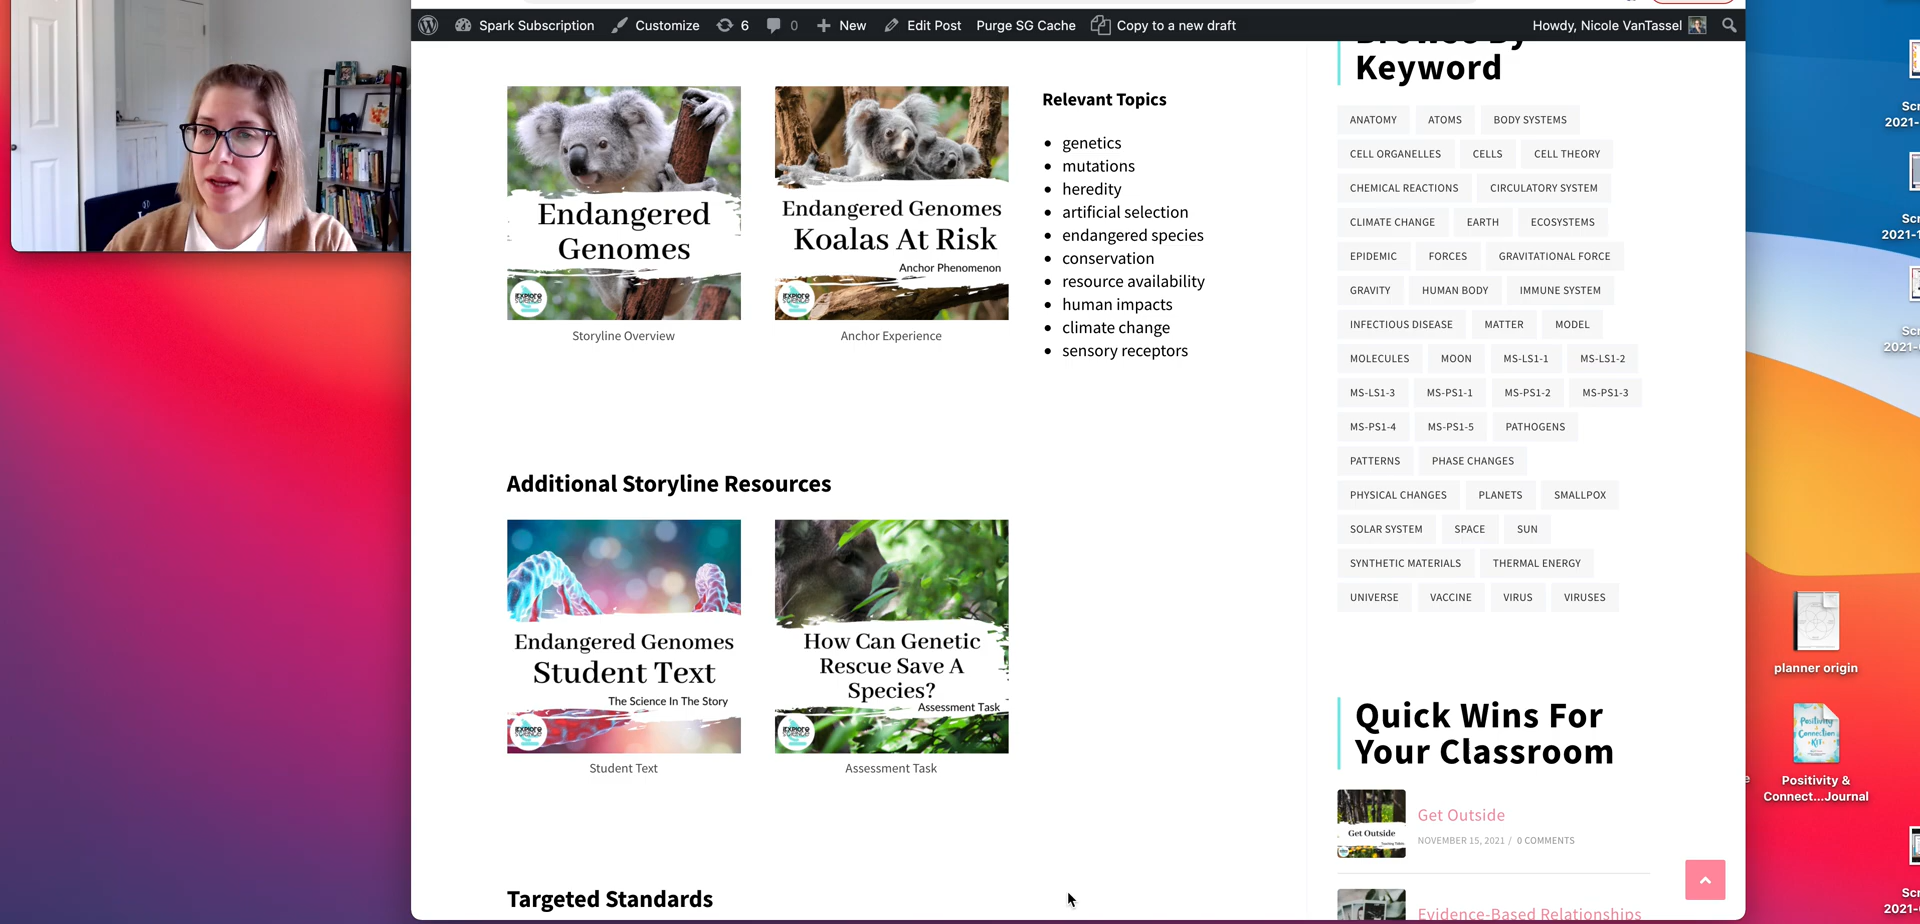 Spark Subscription
Customize
6
0
New
Edit Post
Purge SG Cache
Copy to a new draft
Howdy, Nicole VanTassel
Endangered
Genomes
Storyline Overview
Endangered Genomes
Koalas At Risk
Anchor Phenomenon
Anchor Experience
Relevant Topics
genetics
mutations
heredity
artificial selection
endangered species
conservation
resource availability
human impacts
climate change
sensory receptors
Additional Storyline Resources
Endangered Genomes
Student Text
The Science In The Story
Student Text
How Can Genetic
Rescue Save A
Species?
Assessment Task
Assessment Task
Targeted Standards
Browse By
Keyword
ANATOMY ATOMS BODY SYSTEMS
CELL ORGANELLES CELLS CELL THEORY
CHEMICAL REACTIONS CIRCULATORY SYSTEM
CLIMATE CHANGE EARTH ECOSYSTEMS
EPIDEMIC FORCES GRAVITATIONAL FORCE
GRAVITY HUMAN BODY IMMUNE SYSTEM
INFECTIOUS DISEASE MATTER MODEL
MOLECULES MOON MS-LS1-1 MS-LS1-2
MS-LS1-3 MS-PS1-1 MS-PS1-2 MS-PS1-3
MS-PS1-4 MS-PS1-5 PATHOGENS
PATTERNS PHASE CHANGES
PHYSICAL CHANGES PLANETS SMALLPOX
SOLAR SYSTEM SPACE SUN
SYNTHETIC MATERIALS THERMAL ENERGY
UNIVERSE VACCINE VIRUS VIRUSES
Quick Wins For
Your Classroom
Get Outside
Get Outside
NOVEMBER 15, 2021 / 0 COMMENTS
Evidence-Based Relationships
planner origin
Positivity &
Connection
KIT
Positivity &
Connect...Journal